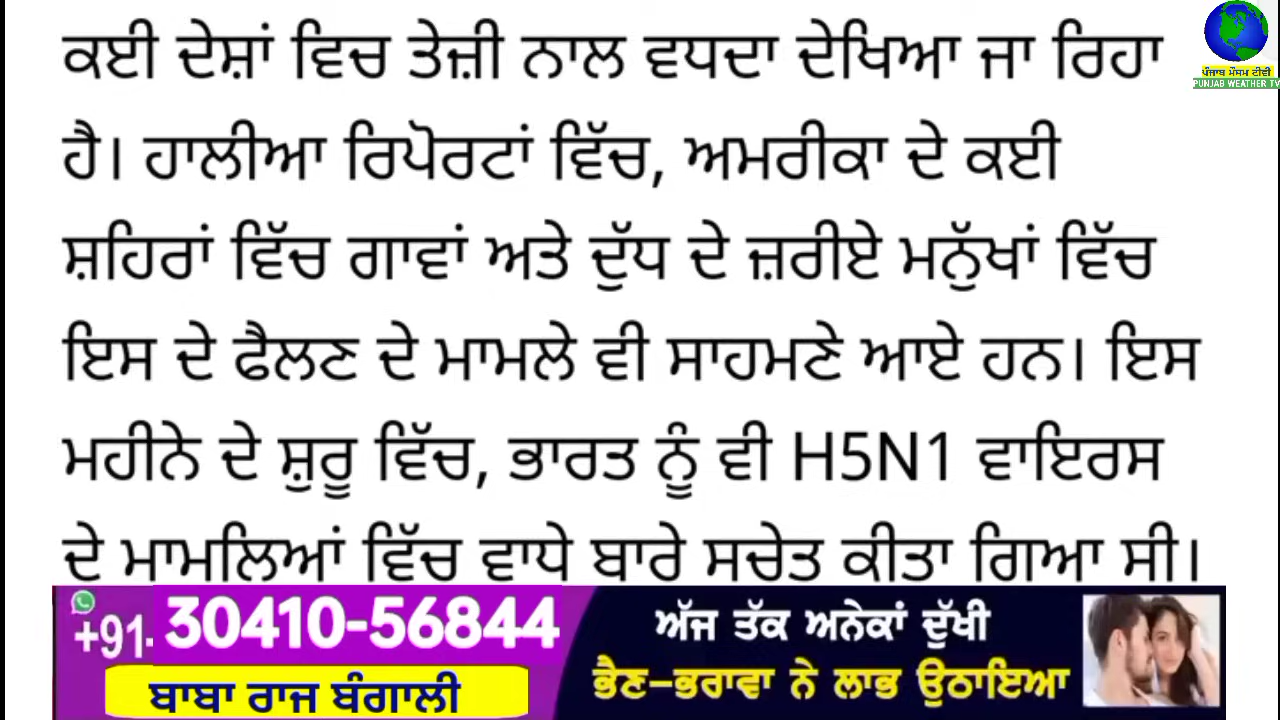 ਕਈ ਦੇਸ਼ਾਂ ਵਿਚ ਤੇਜ਼ੀ ਨਾਲ ਵਧਦਾ ਦੇਖਿਆ ਜਾ ਰਿਹਾ
ਹੈ। ਹਾਲੀਆ ਰਿਪੋਰਟਾਂ ਵਿੱਚ, ਅਮਰੀਕਾ ਦੇ ਕਈ
ਸ਼ਹਿਰਾਂ ਵਿੱਚ ਗਾਵਾਂ ਅਤੇ ਦੁੱਧ ਦੇ ਜ਼ਰੀਏ ਮਨੁੱਖਾਂ ਵਿੱਚ
ਇਸ ਦੇ ਫੈਲਣ ਦੇ ਮਾਮਲੇ ਵੀ ਸਾਹਮਣੇ ਆਏ ਹਨ। ਇਸ
ਮਹੀਨੇ ਦੇ ਸ਼ੁਰੂ ਵਿੱਚ, ਭਾਰਤ ਨੂੰ ਵੀ H5N1 ਵਾਇਰਸ
ਦੇ ਮਾਮਲਿਆਂ ਵਿੱਚ ਵਾਧੇ ਬਾਰੇ ਸਚੇਤ ਕੀਤਾ ਗਿਆ ਸੀ।
ਪੰਜਾਬ ਮੌਸਮ ਟੀਵੀ
PUNJAB WEATHER TV
+91. 30410-56844
ਬਾਬਾ ਰਾਜ ਬੰਗਾਲੀ
ਅੱਜ ਤੱਕ ਅਨੇਕਾਂ ਦੁੱਖੀ
ਭੈਣ-ਭਰਾਵਾ ਨੇ ਲਾਭ ਉਠਾਇਆ